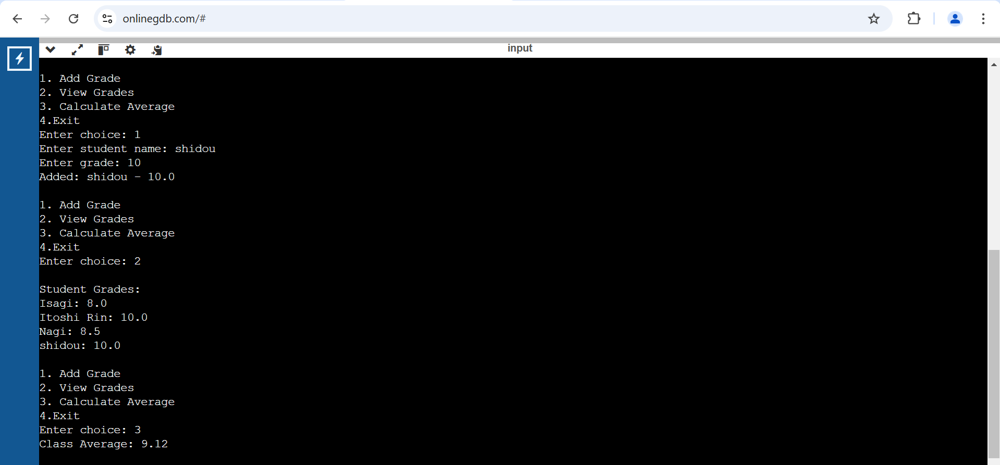 onlinegdb.com/#
input
1. Add Grade
2. View Grades
3. Calculate Average
4.Exit
Enter choice: 1
Enter student name: shidou
Enter grade: 10
Added: shidou - 10.0
1. Add Grade
2. View Grades
3. Calculate Average
4.Exit
Enter choice: 2
Student Grades:
Isagi: 8.0
Itoshi Rin: 10.0
Nagi: 8.5
shidou: 10.0
1. Add Grade
2. View Grades
3. Calculate Average
4.Exit
Enter choice: 3
Class Average: 9.12